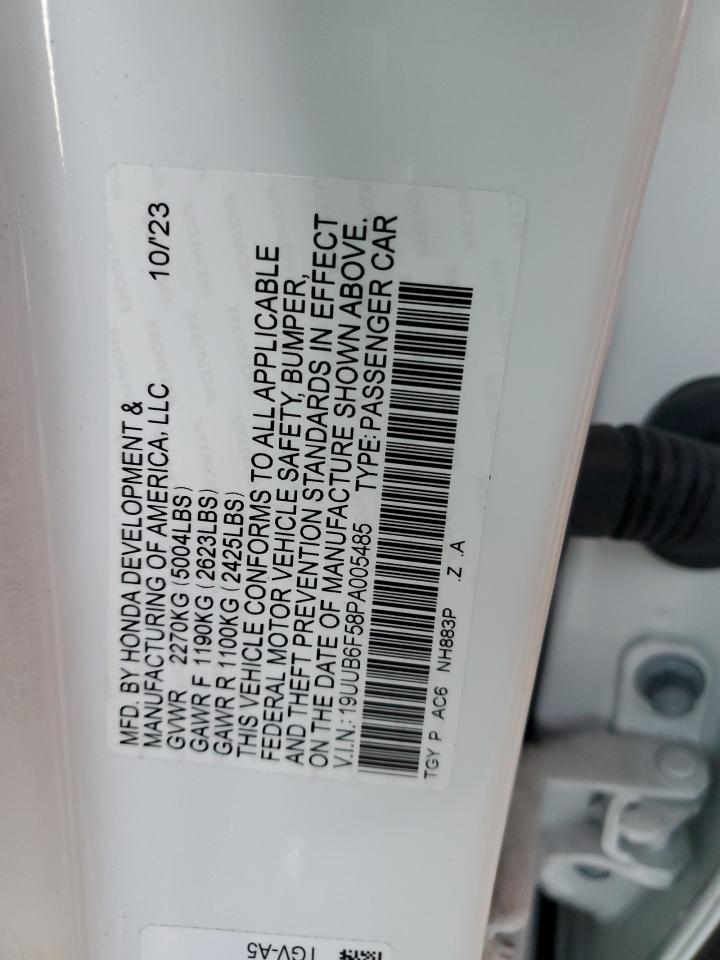 MFD. BY HONDA DEVELOPMENT &
MANUFACTURING OF AMERICA, LLC 10/'23
GVWR 2270KG (5004LBS)
GAWR F 1190KG (2623LBS)
GAWR R 1100KG (2425LBS)
THIS VEHICLE CONFORMS TO ALL APPLICABLE
FEDERAL MOTOR VEHICLE SAFETY, BUMPER,
AND THEFT PREVENTION STANDARDS IN EFFECT
ON THE DATE OF MANUFACTURE SHOWN ABOVE.
V.I.N.: 19UUB6F58PA005485 TYPE: PASSENGER CAR
TGY P AC6 NH883P .Z .A
TGV-A5